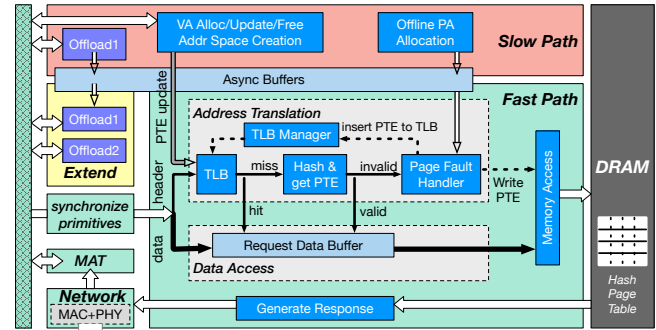 VA Alloc/Update/Free
Addr Space Creation
Offline PA
Allocation
Slow Path
Offload1
Async Buffers
PTE update
Fast Path
Address Translation
TLB Manager
insert PTE to TLB
Offload1
Offload2
Extend
header
TLB
miss
Hash &
get PTE
invalid
Page Fault
Handler
Write
PTE
Memory Access
DRAM
synchronize
primitives
hit
valid
data
Request Data Buffer
Data Access
MAT
Network
MAC+PHY
Generate Response
Hash
Page
Table